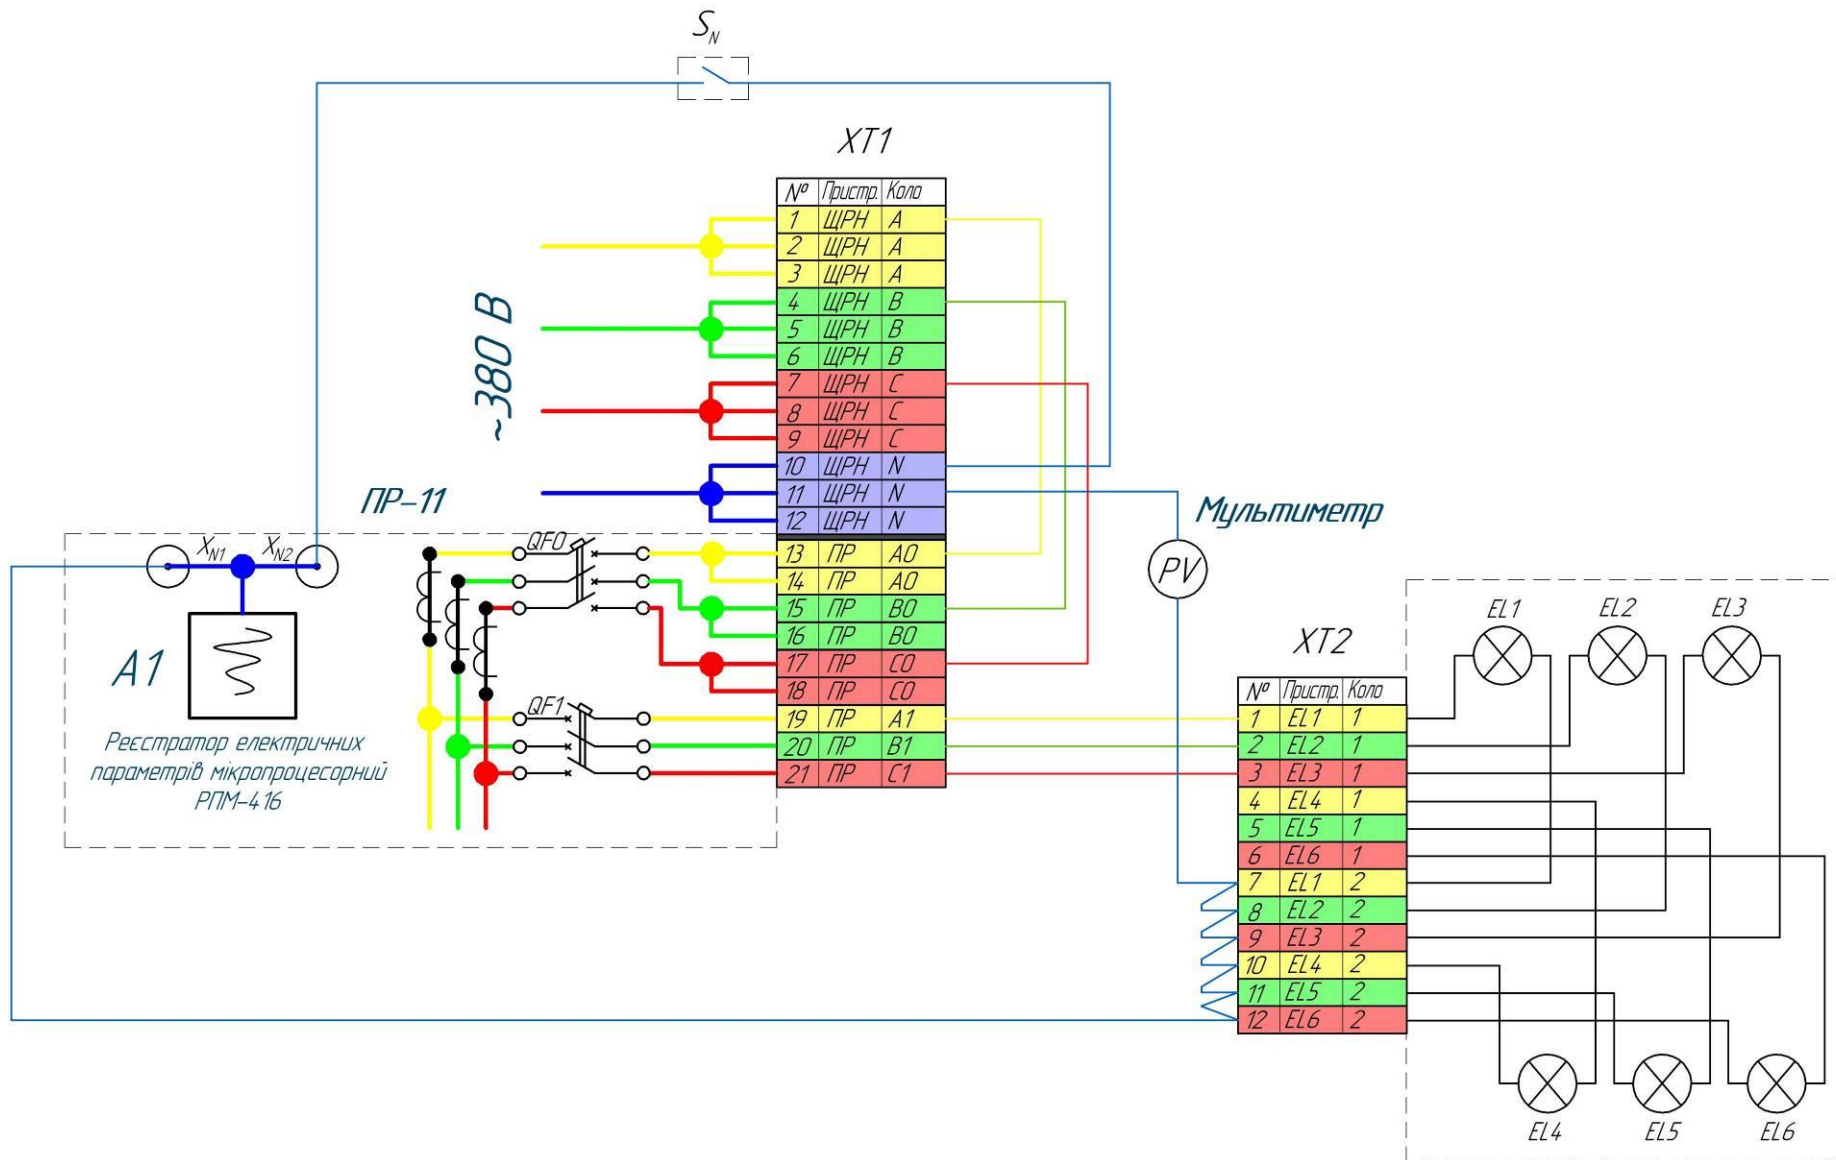 S_N
XT1
№ Пристр. Коло
1 ЩРН A
2 ЩРН A
3 ЩРН A
4 ЩРН B
5 ЩРН B
6 ЩРН B
7 ЩРН C
8 ЩРН C
9 ЩРН C
10 ЩРН N
11 ЩРН N
12 ЩРН N
13 ПР A0
14 ПР A0
15 ПР B0
16 ПР B0
17 ПР C0
18 ПР C0
19 ПР A1
20 ПР B1
21 ПР C1
~380 В
ПР-11
X_N1 X_N2
QF0
QF1
A1
Реєстратор електричних
параметрів мікропроцесорний
РПМ-416
Мультиметр
PV
XT2
№ Пристр. Коло
1 EL1 1
2 EL2 1
3 EL3 1
4 EL4 1
5 EL5 1
6 EL6 1
7 EL1 2
8 EL2 2
9 EL3 2
10 EL4 2
11 EL5 2
12 EL6 2
EL1 EL2 EL3
EL4 EL5 EL6